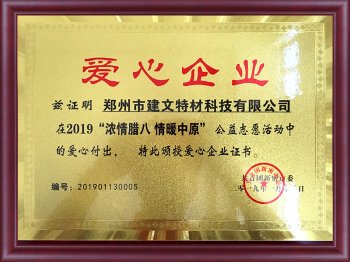 爱心企业
兹证明 郑州市建文特材科技有限公司
在2019“浓情腊八 情暖中原”公益志愿活动中
的爱心付出， 特此颁授爱心企业证书。
编号：201901130005